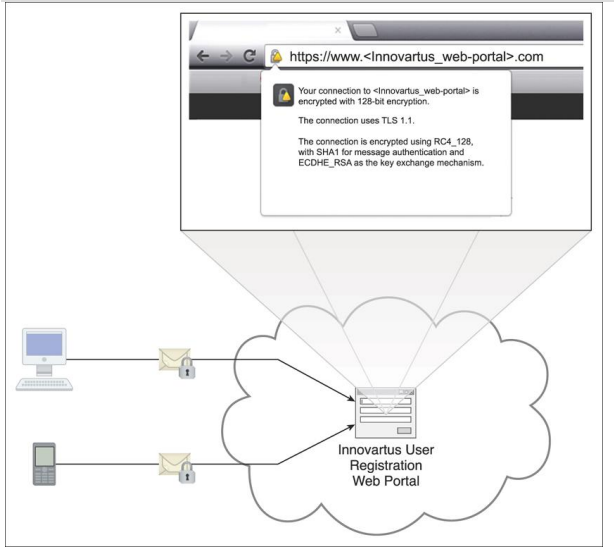 https://www.<Innovartus_web-portal>.com
Your connection to <Innovartus_web-portal> is
encrypted with 128-bit encryption.
The connection uses TLS 1.1.
The connection is encrypted using RC4_128,
with SHA1 for message authentication and
ECDHE_RSA as the key exchange mechanism.
Innovartus User
Registration
Web Portal